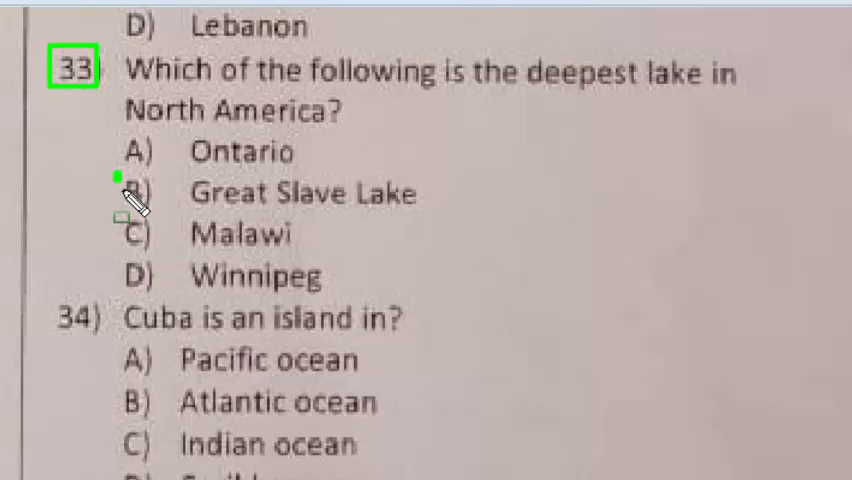 D) Lebanon
33) Which of the following is the deepest lake in
North America?
A) Ontario
B) Great Slave Lake
C) Malawi
D) Winnipeg
34) Cuba is an island in?
A) Pacific ocean
B) Atlantic ocean
C) Indian ocean